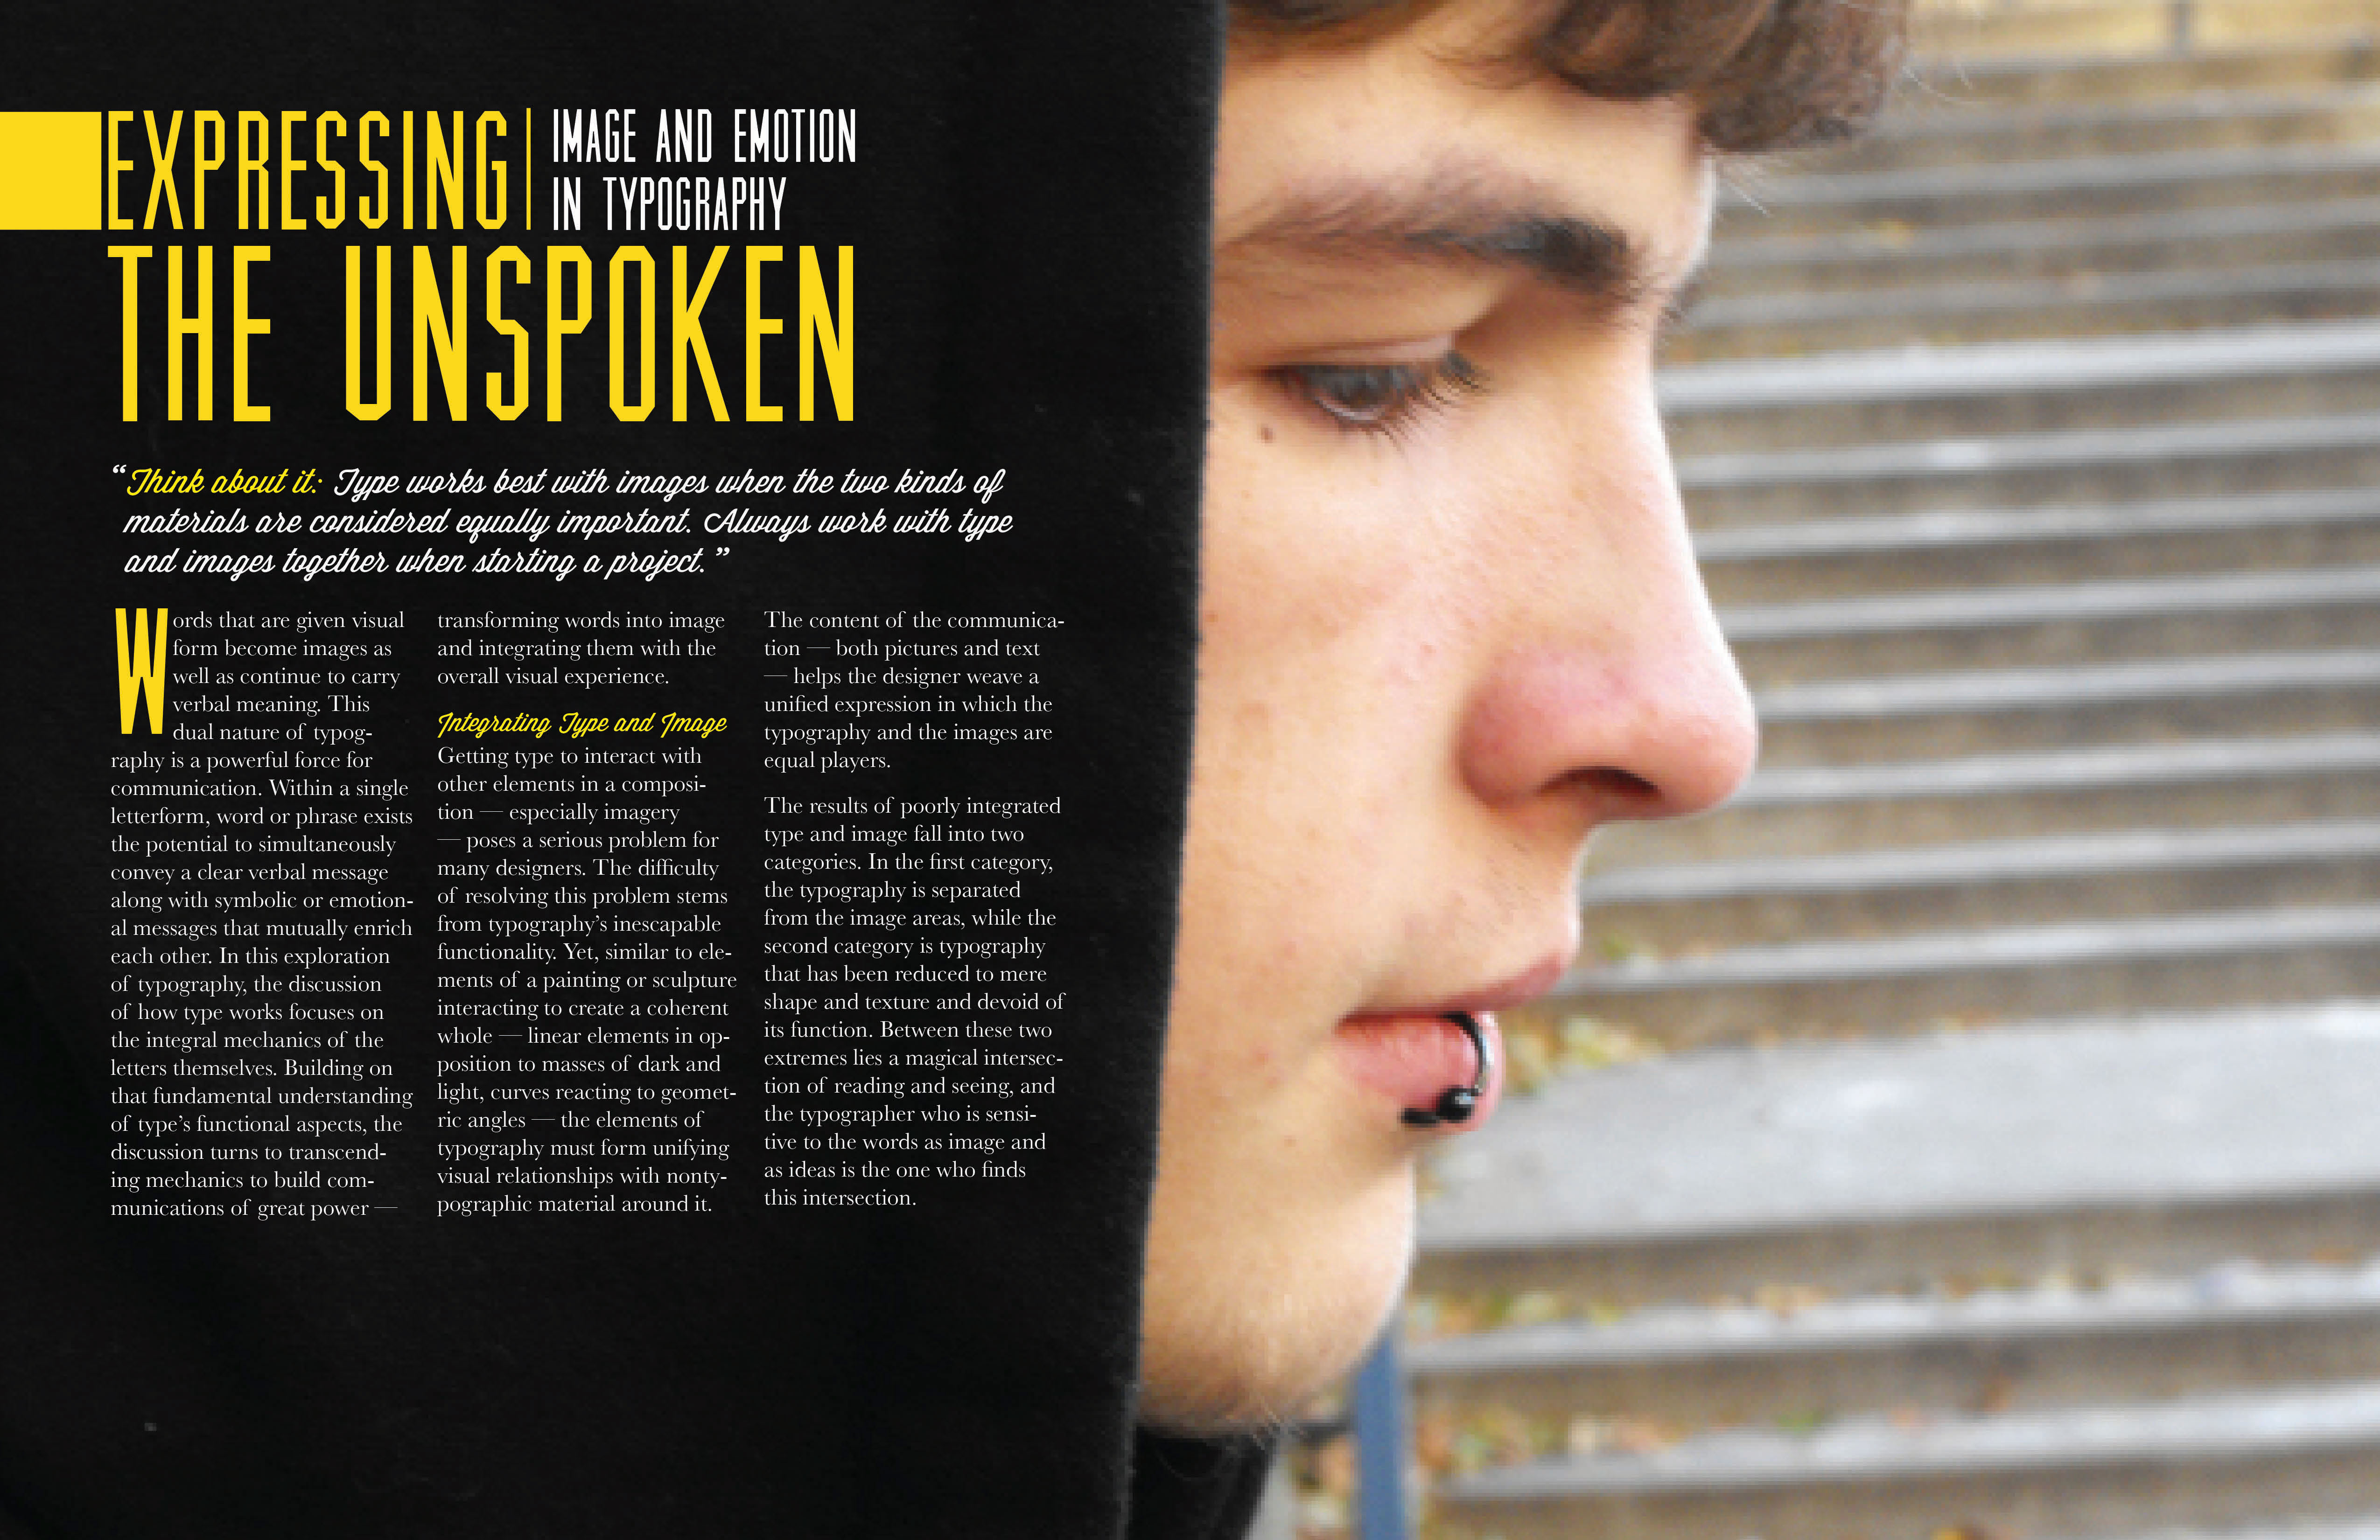 EXPRESSING
IMAGE AND EMOTION
IN TYPOGRAPHY
THE UNSPOKEN
“Think about it: Type works best with images when the two kinds of
materials are considered equally important. Always work with type
and images together when starting a project.”
Words that are given visual
form become images as
well as continue to carry
verbal meaning. This
dual nature of typog-
raphy is a powerful force for
communication. Within a single
letterform, word or phrase exists
the potential to simultaneously
convey a clear verbal message
along with symbolic or emotion-
al messages that mutually enrich
each other. In this exploration
of typography, the discussion
of how type works focuses on
the integral mechanics of the
letters themselves. Building on
that fundamental understanding
of type’s functional aspects, the
discussion turns to transcend-
ing mechanics to build com-
munications of great power —
transforming words into image
and integrating them with the
overall visual experience.
Integrating Type and Image
Getting type to interact with
other elements in a composi-
tion — especially imagery
— poses a serious problem for
many designers. The difficulty
of resolving this problem stems
from typography’s inescapable
functionality. Yet, similar to ele-
ments of a painting or sculpture
interacting to create a coherent
whole — linear elements in op-
position to masses of dark and
light, curves reacting to geomet-
ric angles — the elements of
typography must form unifying
visual relationships with nonty-
pographic material around it.
The content of the communica-
tion — both pictures and text
— helps the designer weave a
unified expression in which the
typography and the images are
equal players.
The results of poorly integrated
type and image fall into two
categories. In the first category,
the typography is separated
from the image areas, while the
second category is typography
that has been reduced to mere
shape and texture and devoid of
its function. Between these two
extremes lies a magical intersec-
tion of reading and seeing, and
the typographer who is sensi-
tive to the words as image and
as ideas is the one who finds
this intersection.